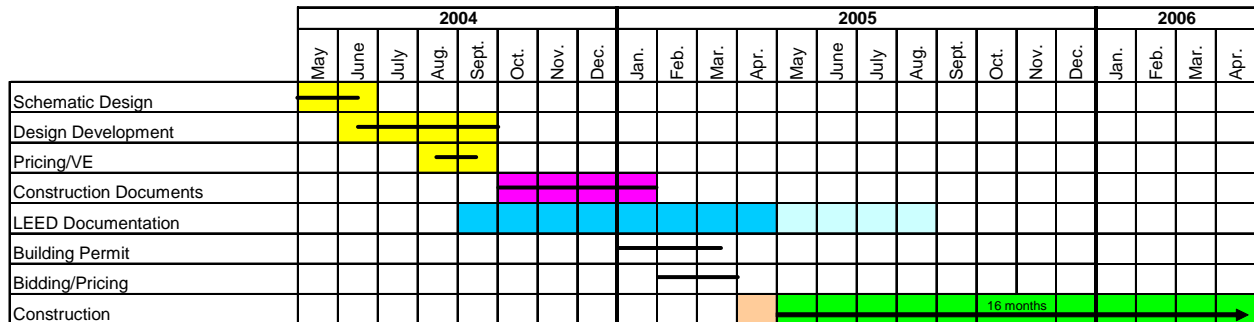 2004 2005 2006
May June July Aug. Sept. Oct. Nov. Dec. Jan. Feb. Mar. Apr. May June July Aug. Sept. Oct. Nov. Dec. Jan. Feb. Mar. Apr.
Schematic Design
Design Development
Pricing/VE
Construction Documents
LEED Documentation
Building Permit
Bidding/Pricing
Construction 16 months